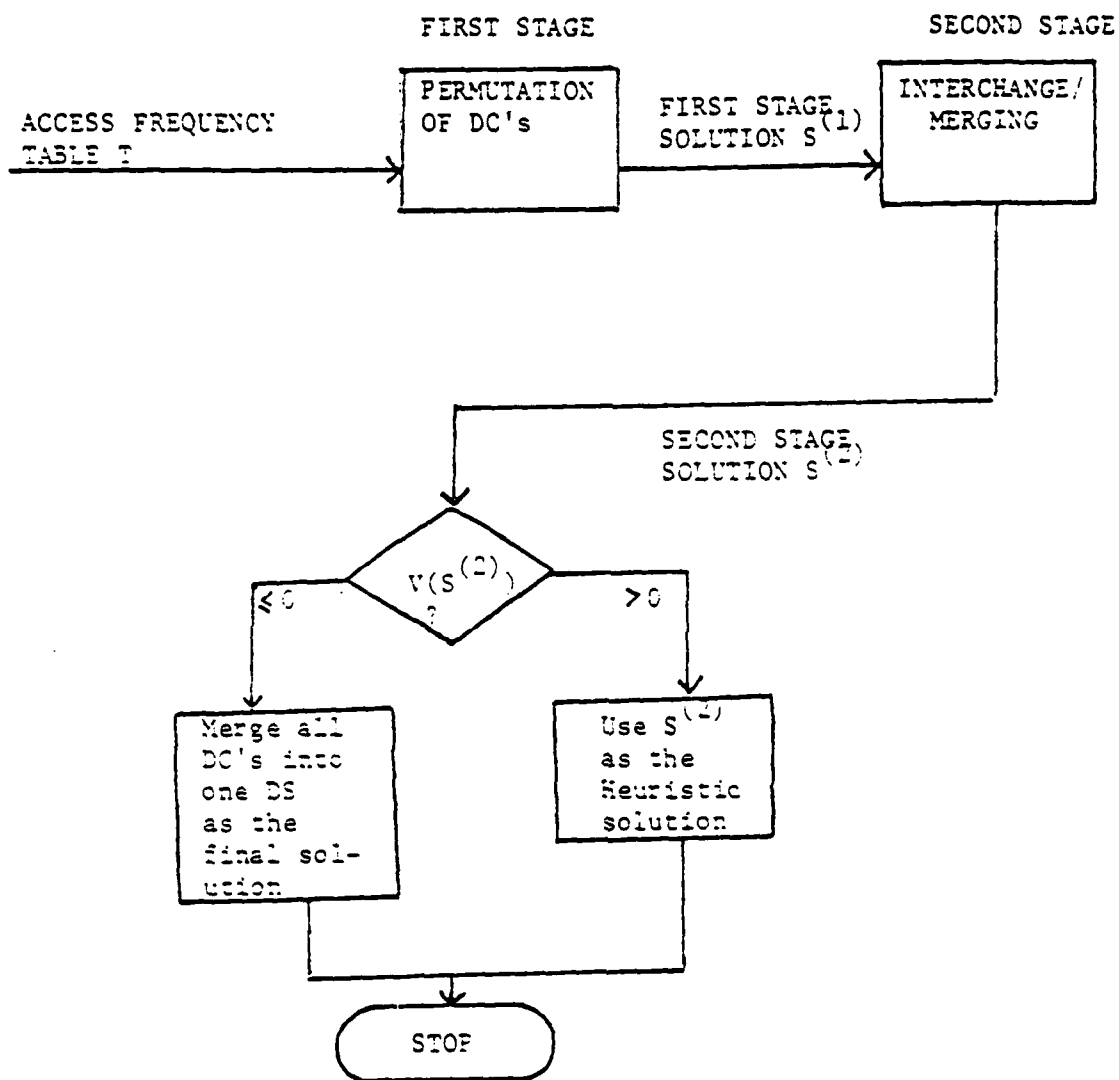 FIRST STAGE
SECOND STAGE
ACCESS FREQUENCY
TABLE T
PERMUTATION
OF DC's
FIRST STAGE
SOLUTION S(1)
INTERCHANGE/
MERGING
SECOND STAGE
SOLUTION S(2)
V(S(2))
?
≤ 0
> 0
Merge all
DC's into
one DS
as the
final sol-
ution
Use S(2)
as the
Heuristic
solution
STOP